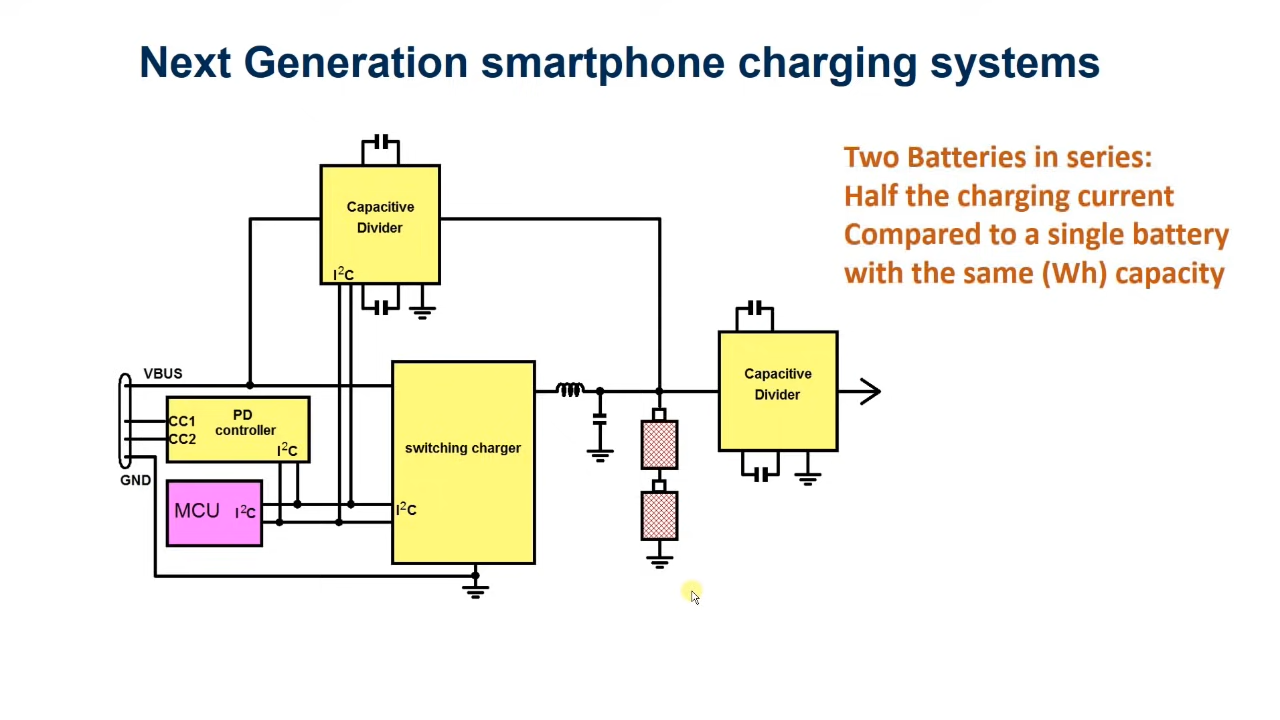 Next Generation smartphone charging systems
Two Batteries in series:
Half the charging current
Compared to a single battery
with the same (Wh) capacity
Capacitive
Divider
I²C
Capacitive
Divider
VBUS
CC1
CC2
PD
controller
I²C
GND
MCU
I²C
switching charger
I²C